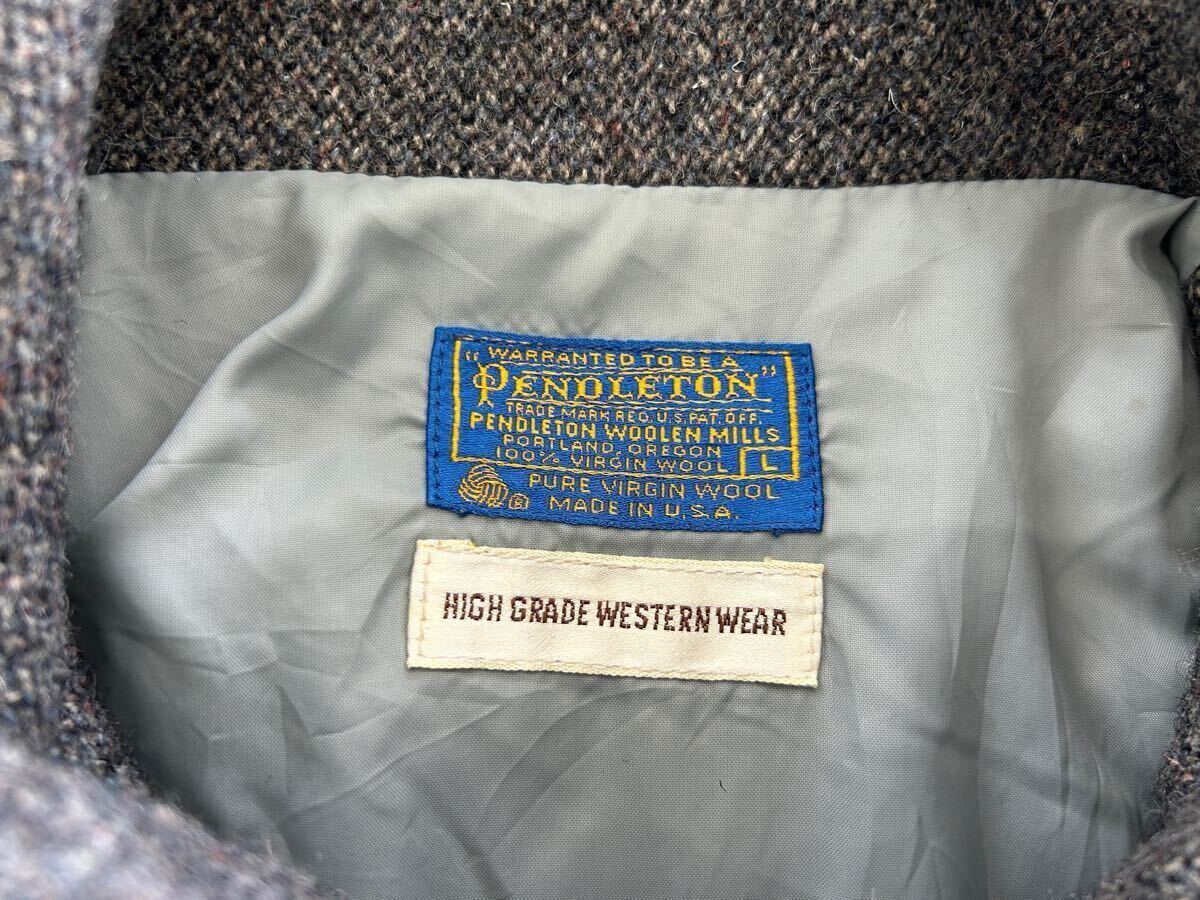 "WARRANTED TO BE A
PENDLETON"
TRADE MARK REG. U.S. PAT. OFF.
PENDLETON WOOLEN MILLS
PORTLAND, OREGON
100% VIRGIN WOOL L
PURE VIRGIN WOOL
® MADE IN U.S.A.
HIGH GRADE WESTERN WEAR